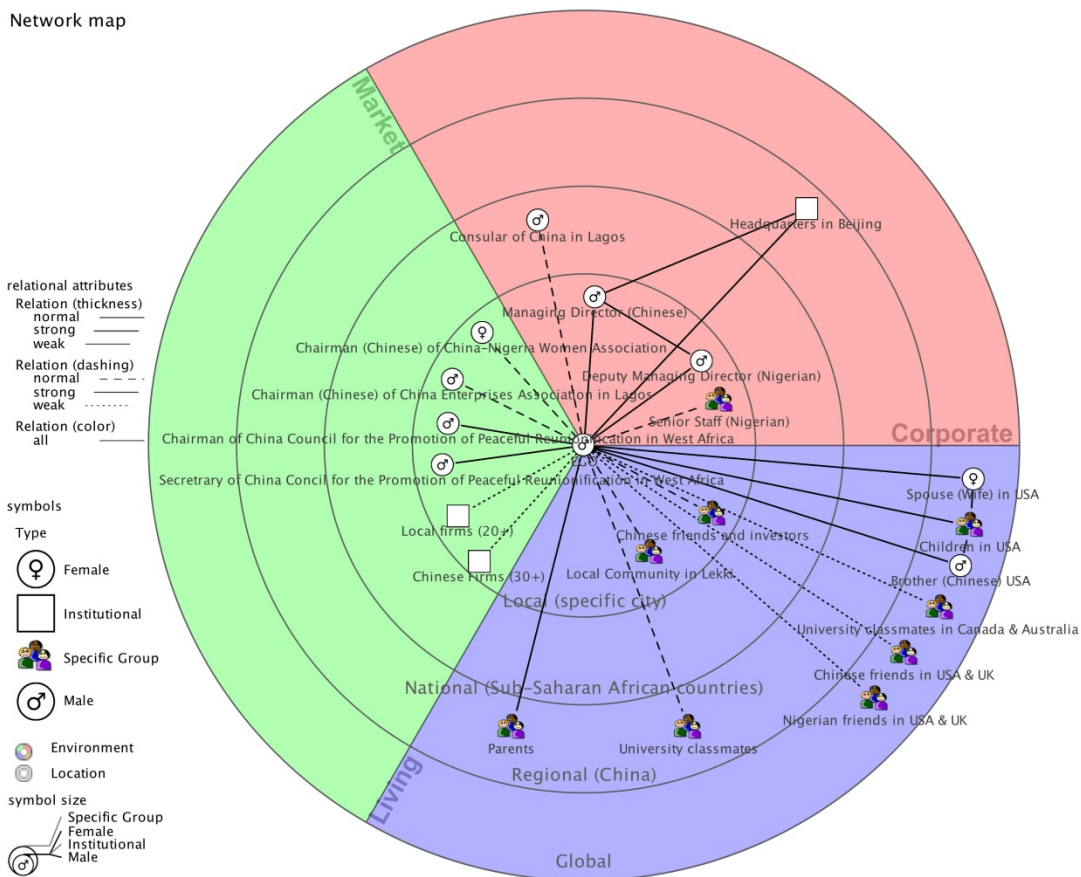 Network map
Market
Consular of China in Lagos
Headquarters in Beijing
relational attributes
Relation (thickness)
normal
strong
weak
Relation (dashing)
normal
strong
weak
Relation (color)
all
Managing Director (Chinese)
Chairman (Chinese) of China-Nigeria Women Association
Deputy Managing Director (Nigerian)
Chairman (Chinese) of China Enterprises Association in Lagos
Senior Staff (Nigerian)
Corporate
Chairman of China Council for the Promotion of Peaceful Reunionification in West Africa
EGO
Secretary of China Concil for the Promotion of Peaceful Reunionification in West Africa
Spouse (Wife) in USA
Local firms (20+)
Chinese friends and investors
Children in USA
Chinese Firms (30+)
Local Community in Lekki
Brother (Chinese) USA
Local (specific city)
University classmates in Canada & Australia
Chinese friends in USA & UK
National (Sub-Saharan African countries)
Nigerian friends in USA & UK
Parents
University classmates
Living
Regional (China)
Global
symbols
Type
Female
Institutional
Specific Group
Male
Environment
Location
symbol size
Specific Group
Female
Institutional
Male